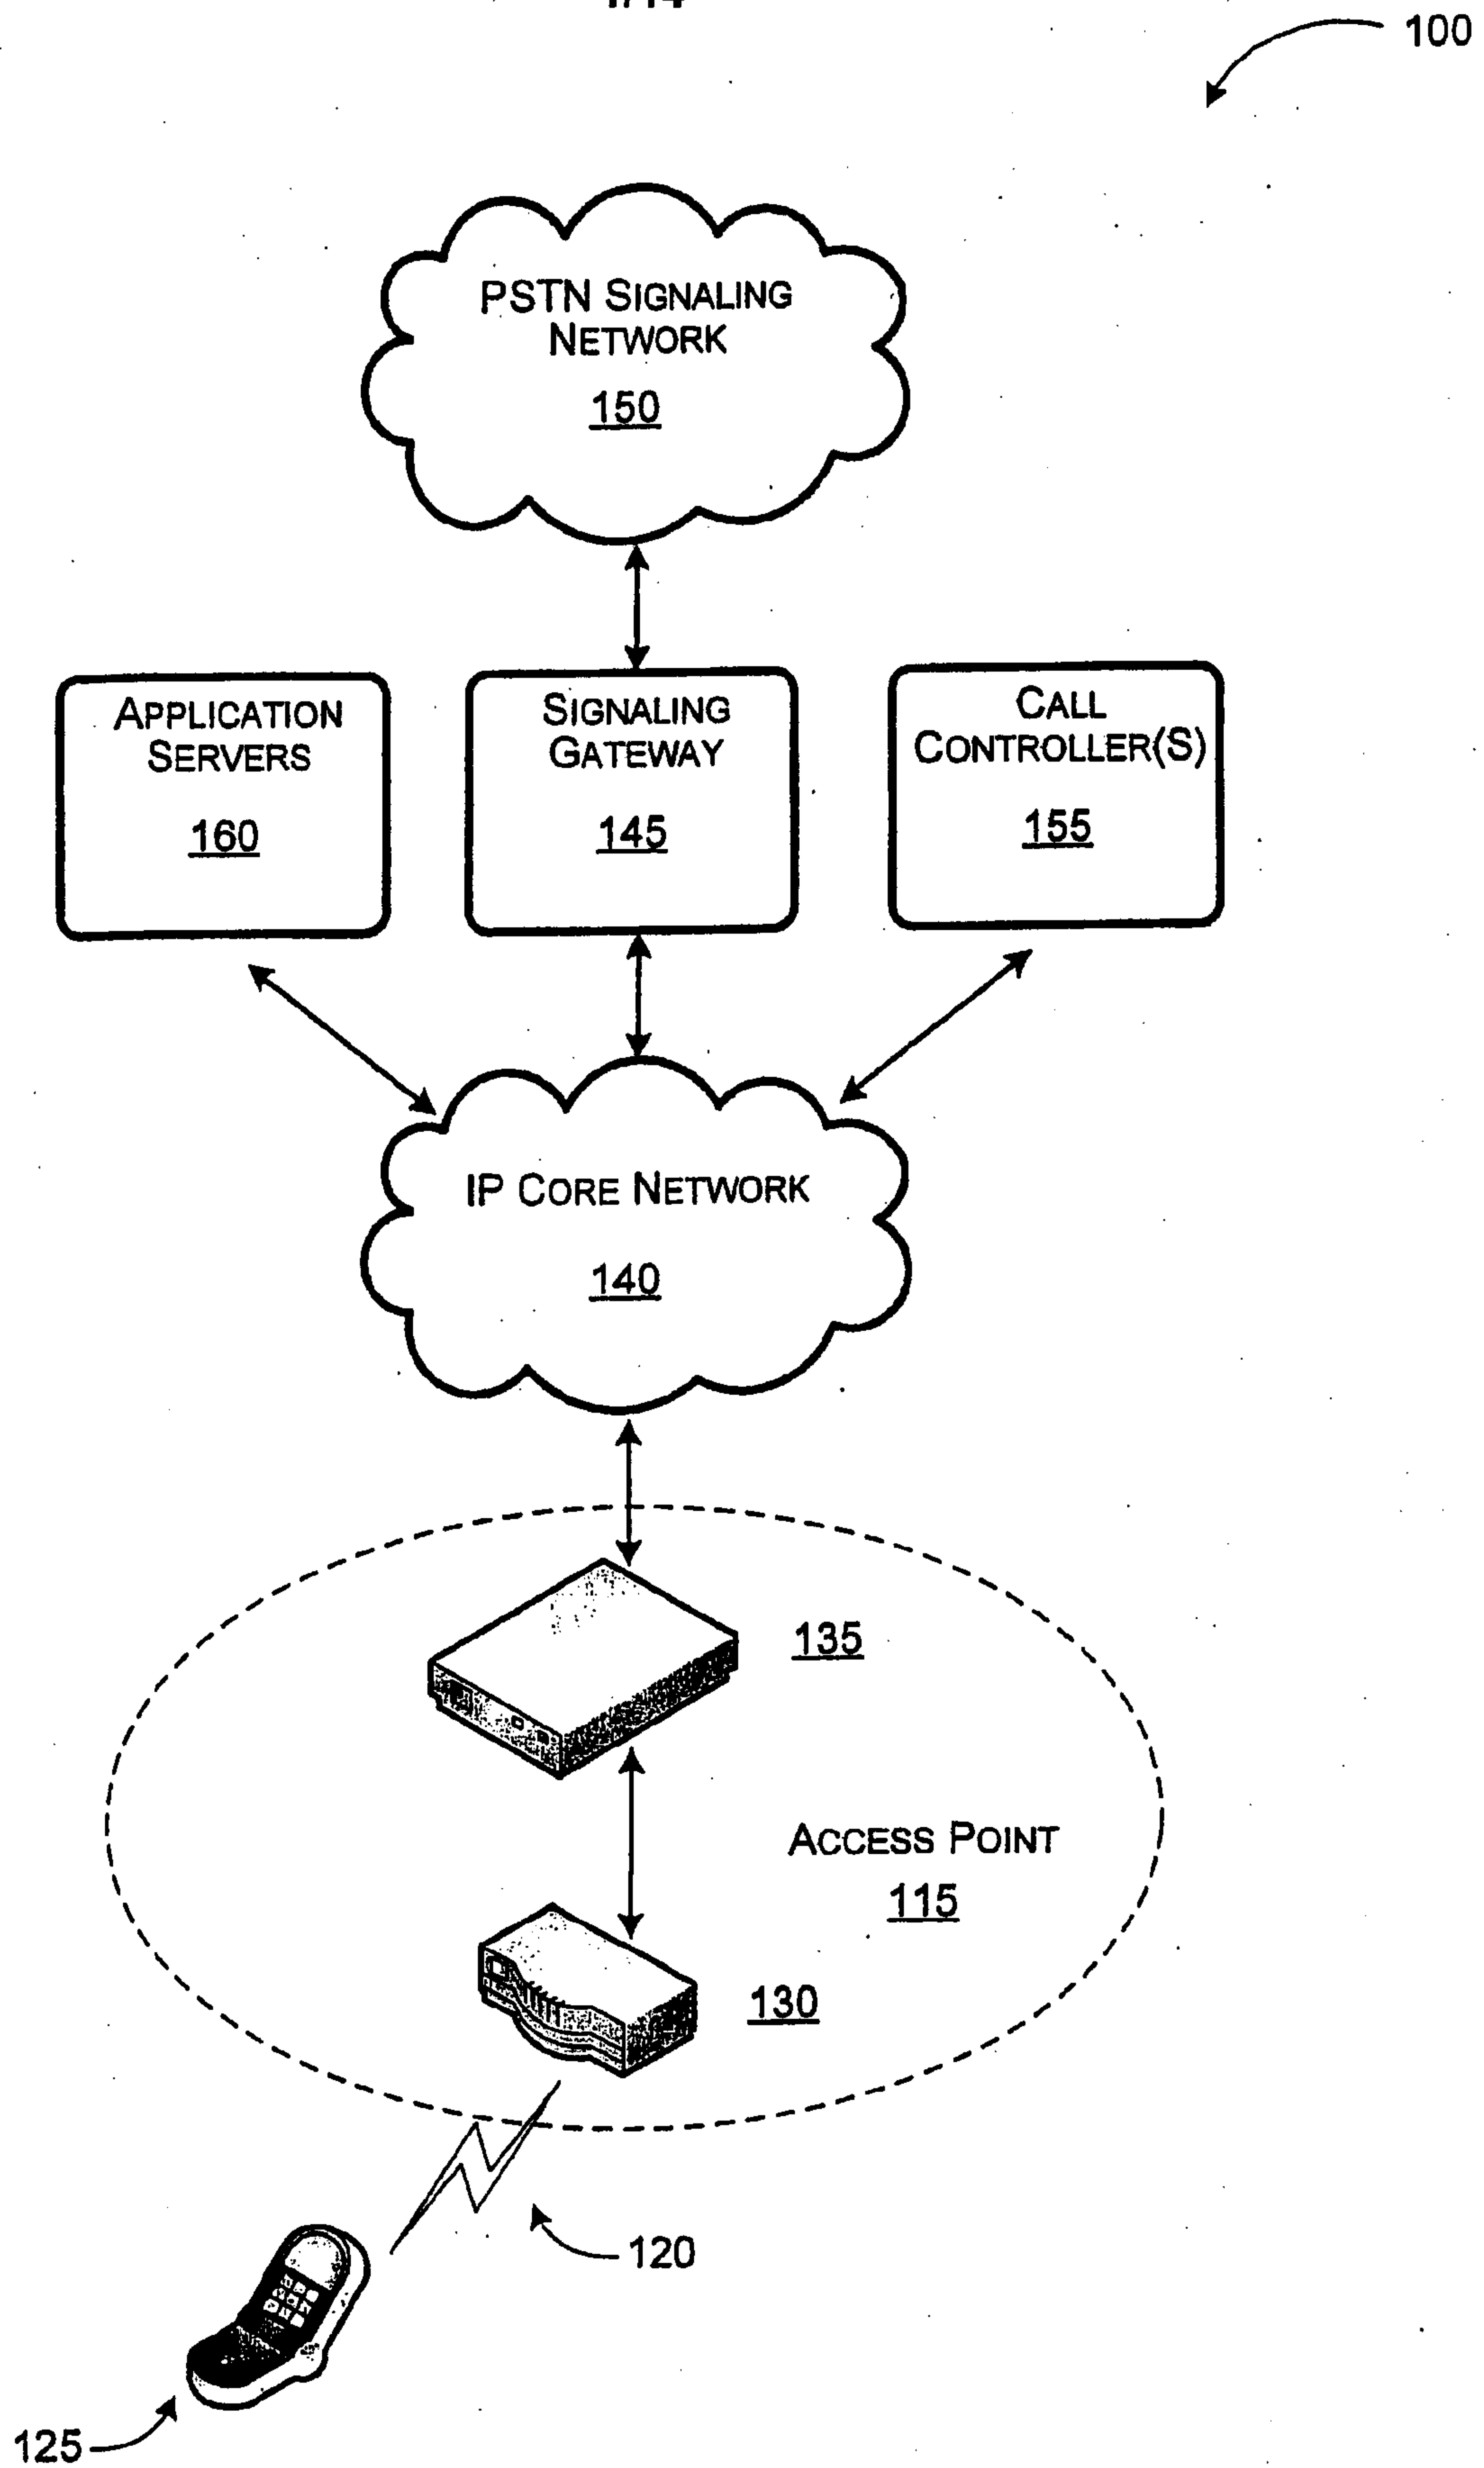 100
PSTN SIGNALING
NETWORK
150
APPLICATION
SERVERS
160
SIGNALING
GATEWAY
145
CALL
CONTROLLER(S)
155
IP CORE NETWORK
140
135
ACCESS POINT
115
130
120
125